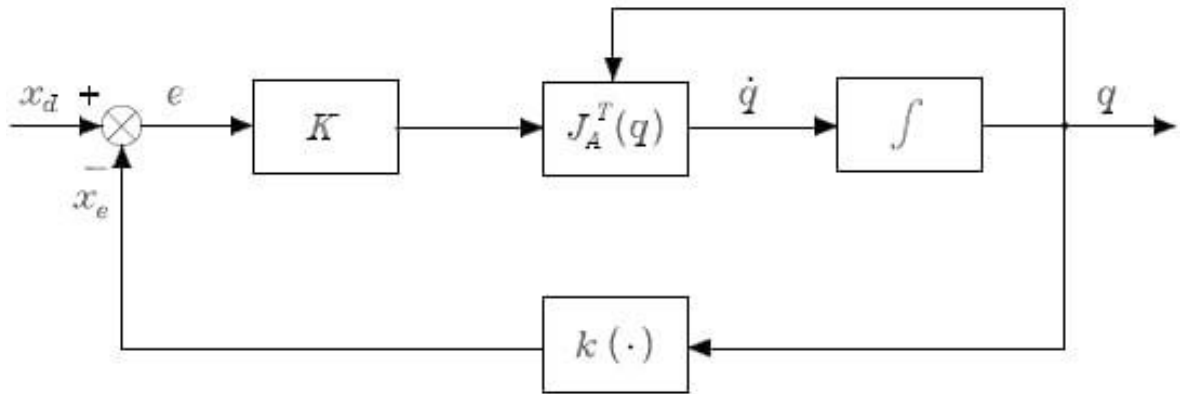 x_d + e K J_A^T(q) q̇ ∫ q
−
x_e
k (·)